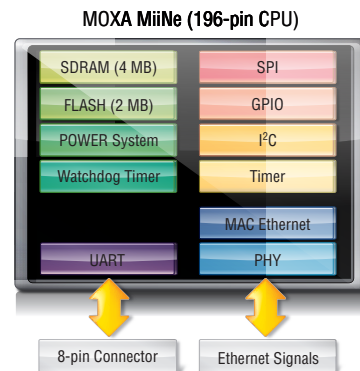 MOXA MiiNe (196-pin CPU)
SDRAM (4 MB)
FLASH (2 MB)
POWER System
Watchdog Timer
UART
SPI
GPIO
I²C
Timer
MAC Ethernet
PHY
8-pin Connector
Ethernet Signals